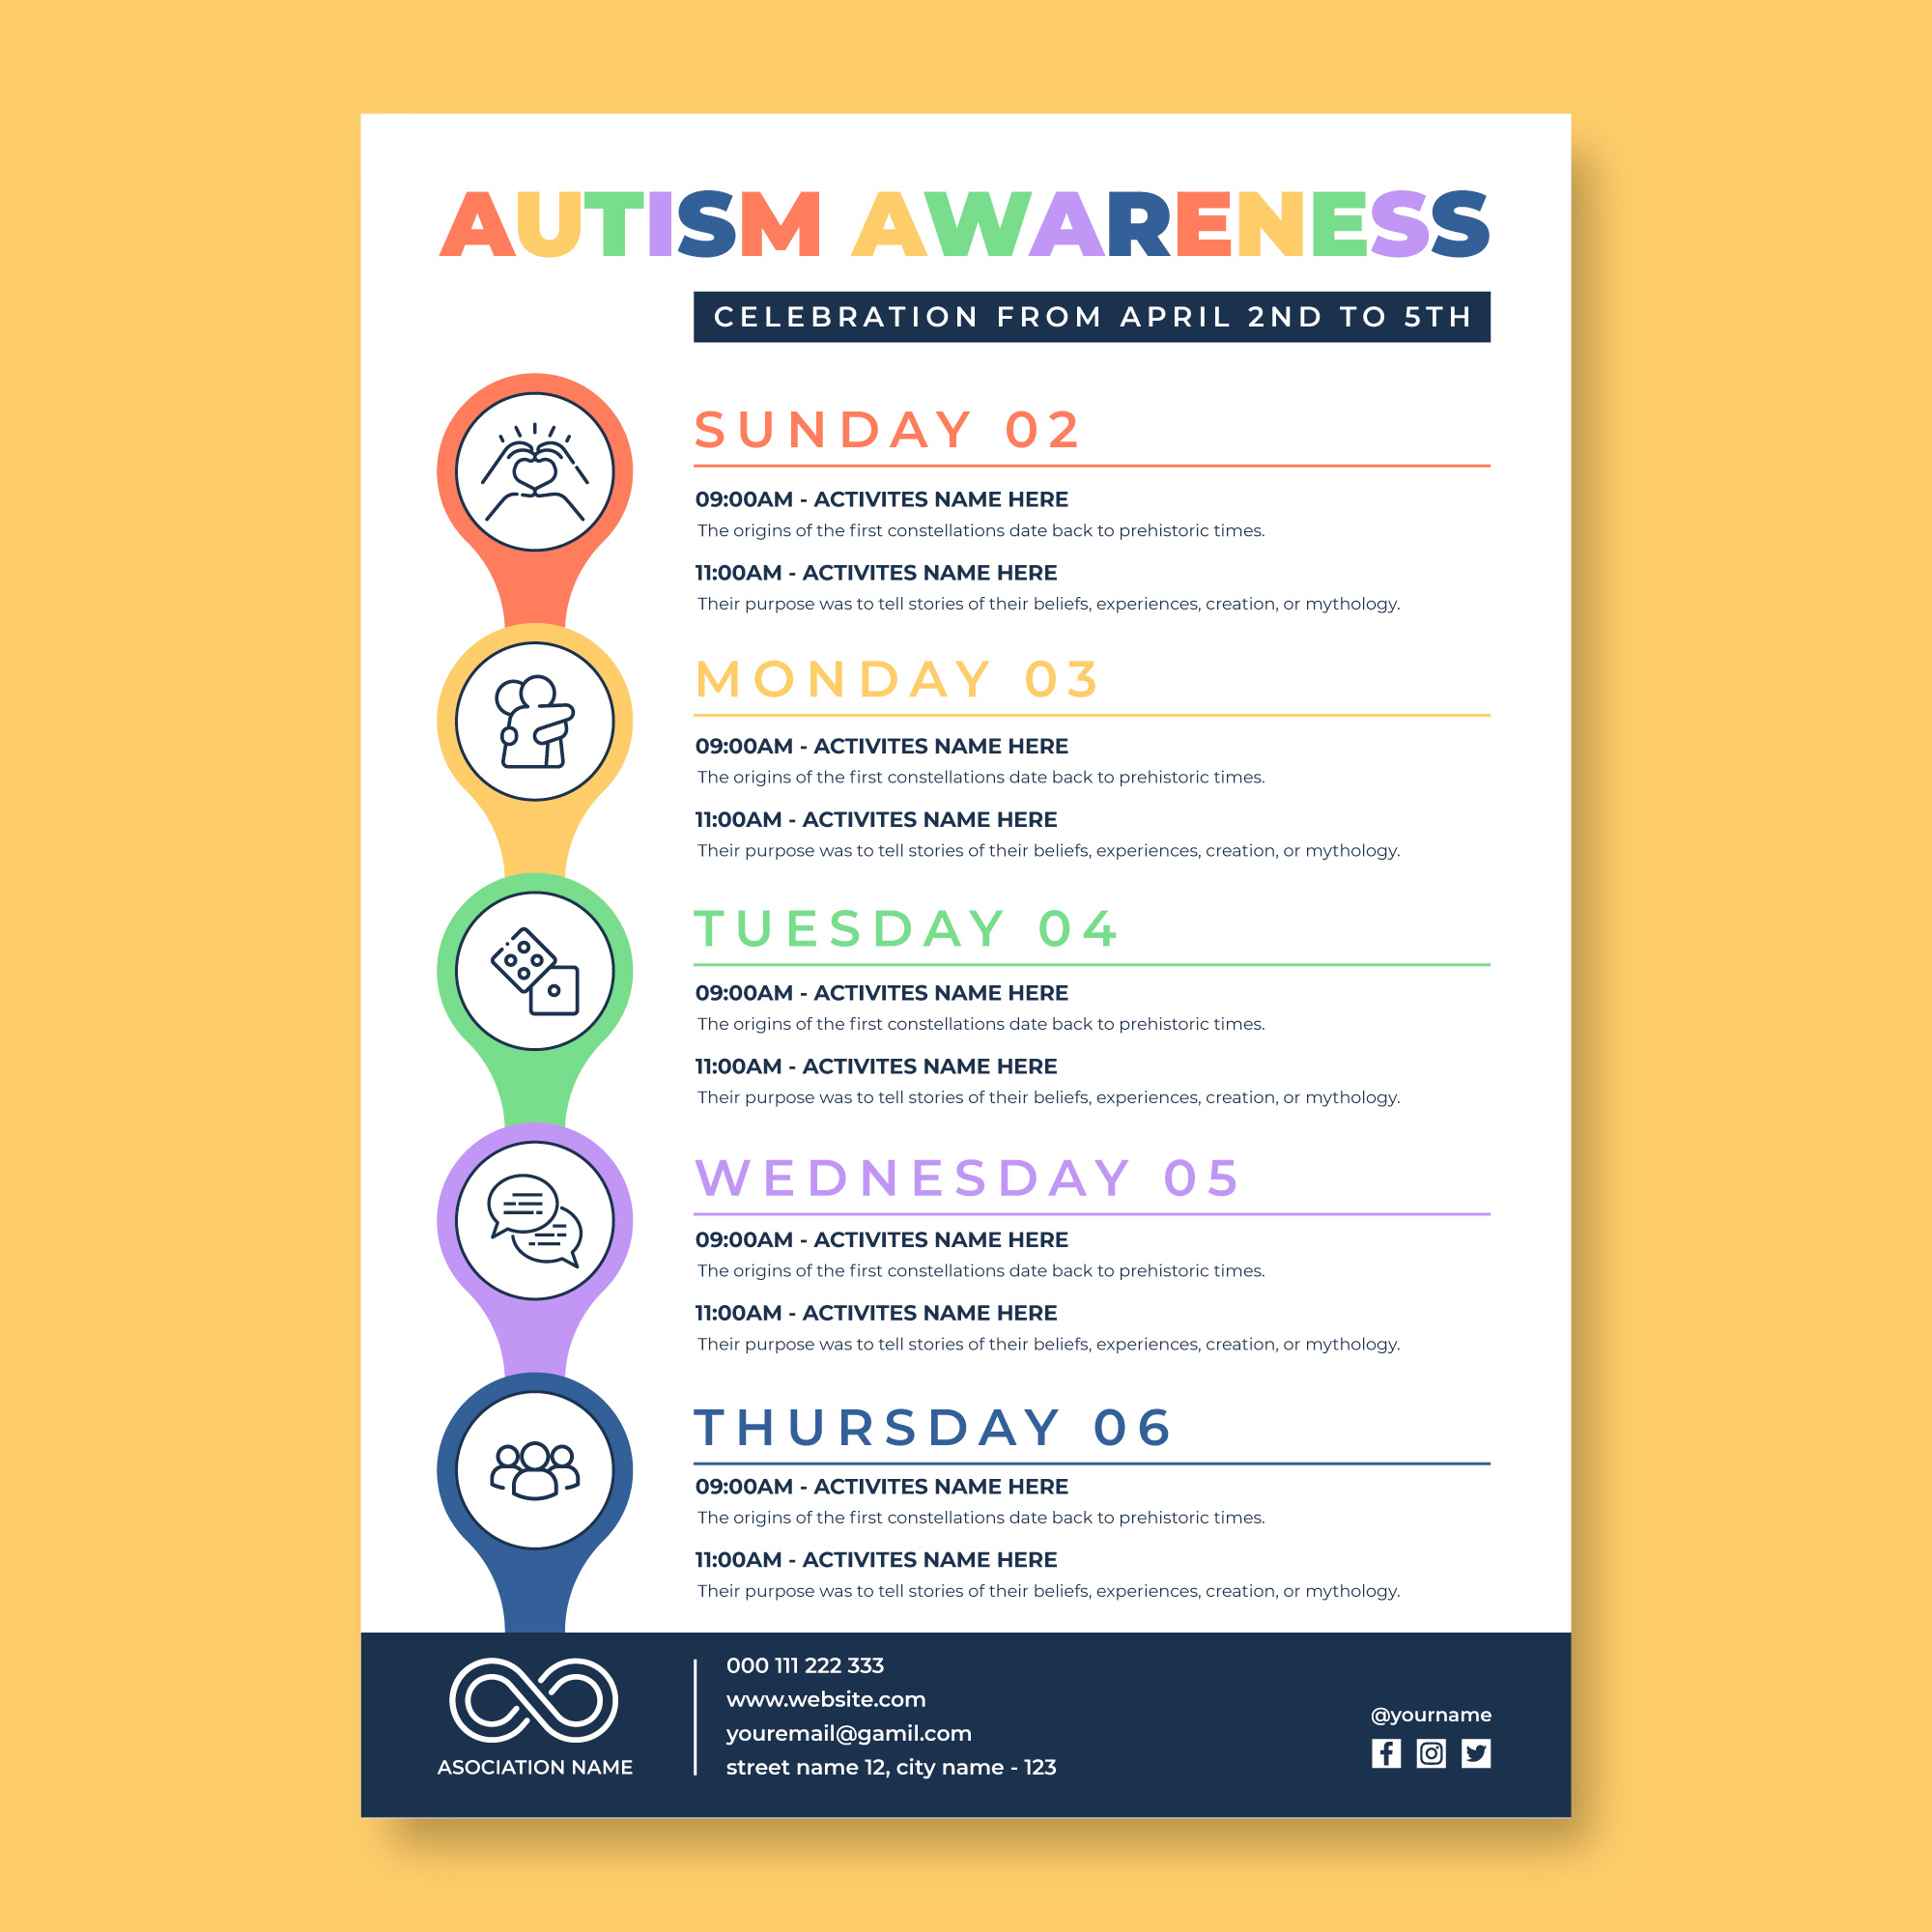 AUTISM AWARENESS
CELEBRATION FROM APRIL 2ND TO 5TH
SUNDAY 02
09:00AM - ACTIVITES NAME HERE
The origins of the first constellations date back to prehistoric times.
11:00AM - ACTIVITES NAME HERE
Their purpose was to tell stories of their beliefs, experiences, creation, or mythology.
MONDAY 03
09:00AM - ACTIVITES NAME HERE
The origins of the first constellations date back to prehistoric times.
11:00AM - ACTIVITES NAME HERE
Their purpose was to tell stories of their beliefs, experiences, creation, or mythology.
TUESDAY 04
09:00AM - ACTIVITES NAME HERE
The origins of the first constellations date back to prehistoric times.
11:00AM - ACTIVITES NAME HERE
Their purpose was to tell stories of their beliefs, experiences, creation, or mythology.
WEDNESDAY 05
09:00AM - ACTIVITES NAME HERE
The origins of the first constellations date back to prehistoric times.
11:00AM - ACTIVITES NAME HERE
Their purpose was to tell stories of their beliefs, experiences, creation, or mythology.
THURSDAY 06
09:00AM - ACTIVITES NAME HERE
The origins of the first constellations date back to prehistoric times.
11:00AM - ACTIVITES NAME HERE
Their purpose was to tell stories of their beliefs, experiences, creation, or mythology.
ASOCIATION NAME
000 111 222 333
www.website.com
youremail@gamil.com
street name 12, city name - 123
@yourname